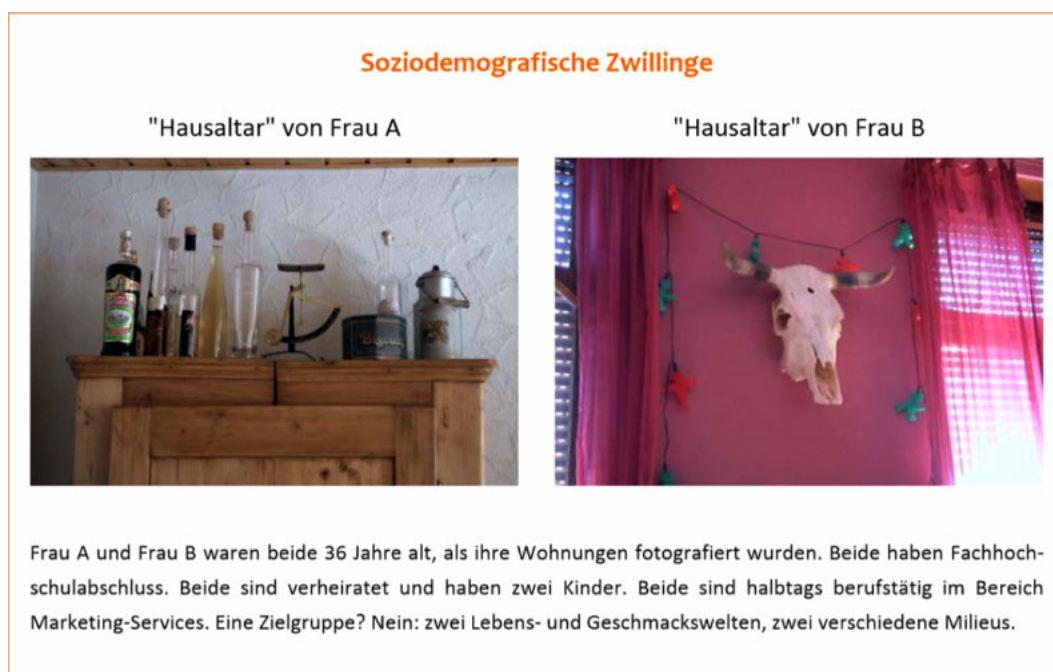 Soziodemografische Zwillinge
"Hausaltar" von Frau A
"Hausaltar" von Frau B
Frau A und Frau B waren beide 36 Jahre alt, als ihre Wohnungen fotografiert wurden. Beide haben Fachhoch-
schulabschluss. Beide sind verheiratet und haben zwei Kinder. Beide sind halbtags berufstätig im Bereich
Marketing-Services. Eine Zielgruppe? Nein: zwei Lebens- und Geschmackswelten, zwei verschiedene Milieus.